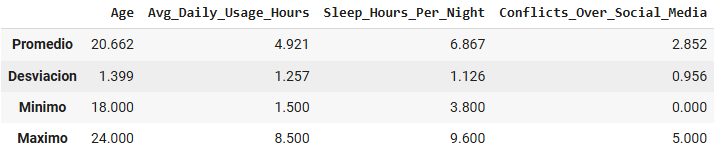 Age Avg_Daily_Usage_Hours Sleep_Hours_Per_Night Conflicts_Over_Social_Media
Promedio 20.662 4.921 6.867 2.852
Desviacion 1.399 1.257 1.126 0.956
Minimo 18.000 1.500 3.800 0.000
Maximo 24.000 8.500 9.600 5.000